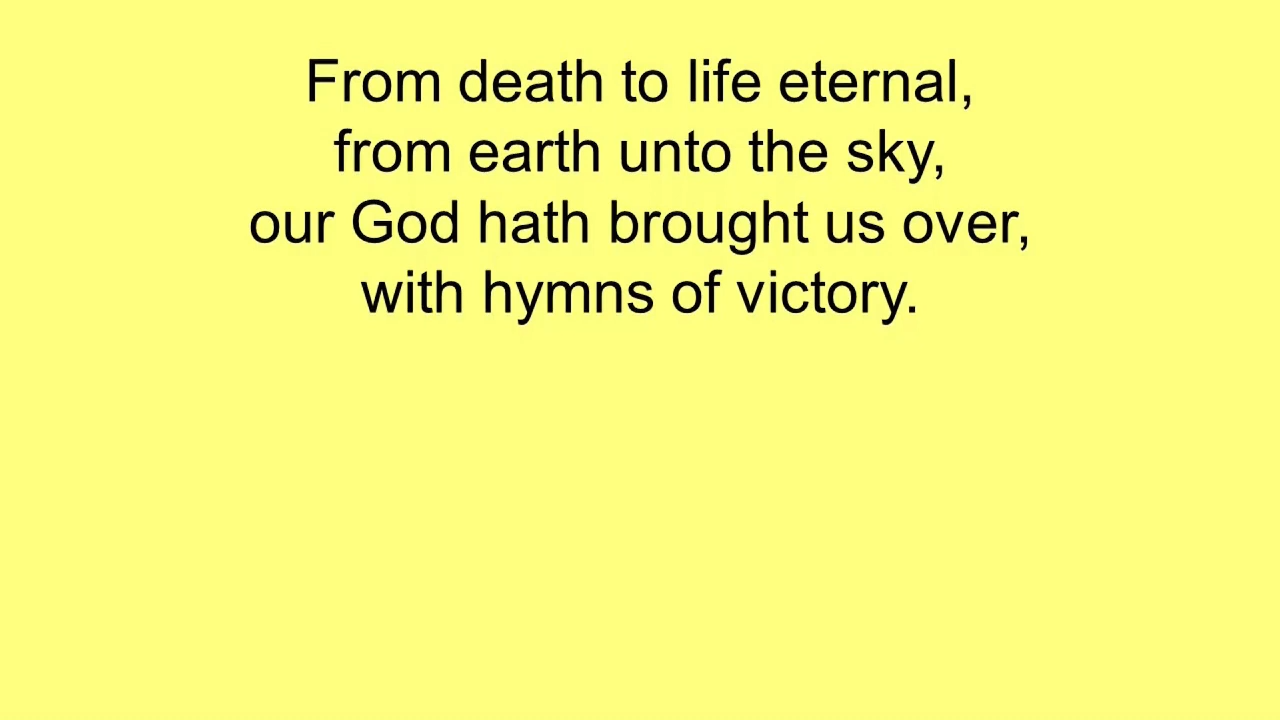 From death to life eternal,
from earth unto the sky,
our God hath brought us over,
with hymns of victory.